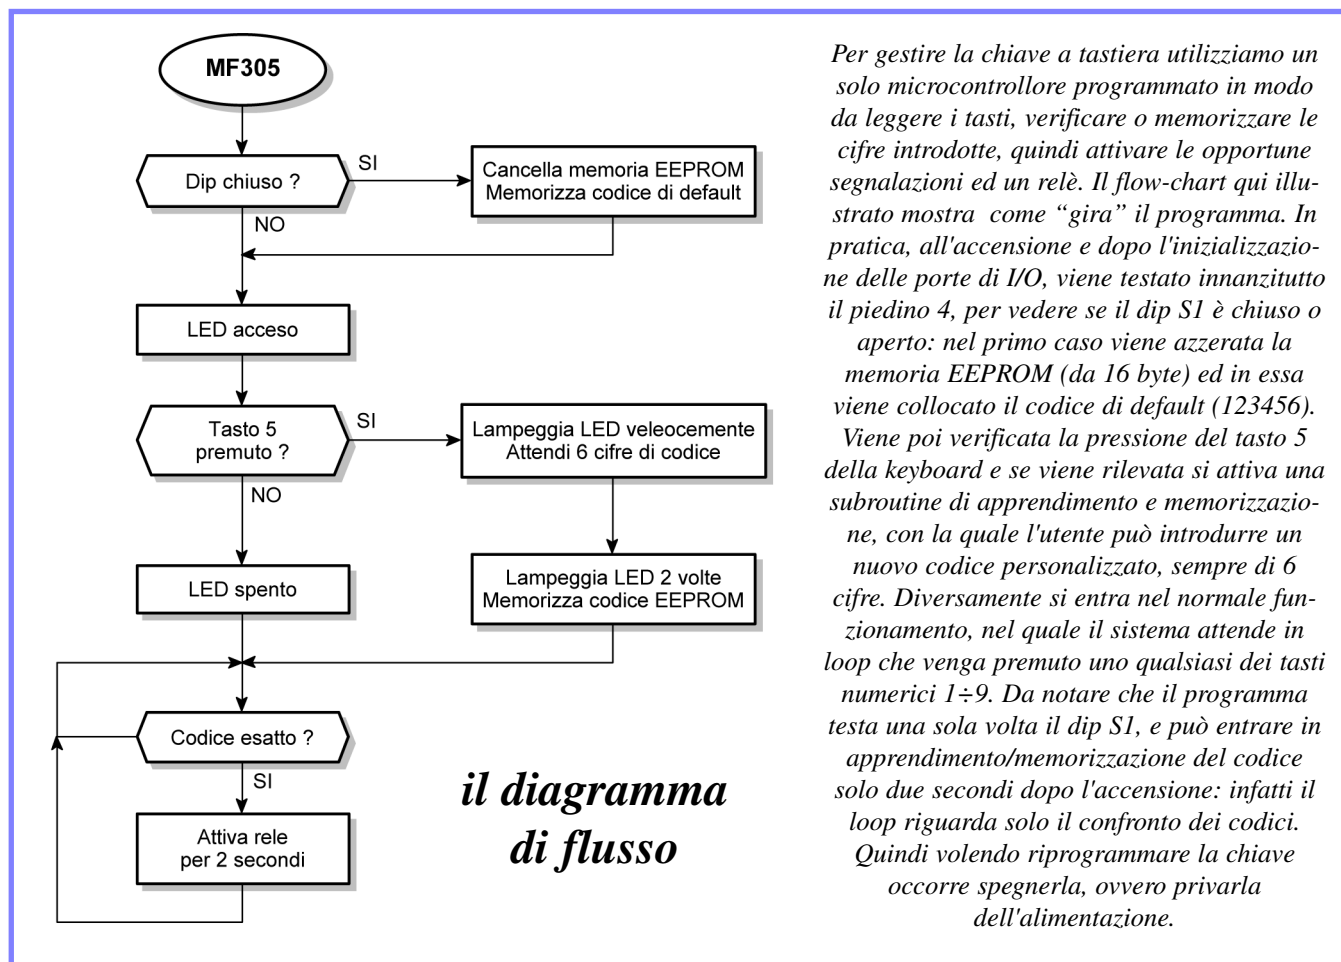 MF305
Dip chiuso ?
SI
Cancella memoria EEPROM
Memorizza codice di default
NO
LED acceso
Tasto 5
premuto ?
SI
Lampeggia LED veleocemente
Attendi 6 cifre di codice
NO
LED spento
Lampeggia LED 2 volte
Memorizza codice EEPROM
Codice esatto ?
SI
Attiva rele
per 2 secondi
il diagramma
di flusso
Per gestire la chiave a tastiera utilizziamo un
solo microcontrollore programmato in modo
da leggere i tasti, verificare o memorizzare le
cifre introdotte, quindi attivare le opportune
segnalazioni ed un relè. Il flow-chart qui illu-
strato mostra come “gira” il programma. In
pratica, all'accensione e dopo l'inizializzazio-
ne delle porte di I/O, viene testato innanzitutto
il piedino 4, per vedere se il dip S1 è chiuso o
aperto: nel primo caso viene azzerata la
memoria EEPROM (da 16 byte) ed in essa
viene collocato il codice di default (123456).
Viene poi verificata la pressione del tasto 5
della keyboard e se viene rilevata si attiva una
subroutine di apprendimento e memorizzazio-
ne, con la quale l'utente può introdurre un
nuovo codice personalizzato, sempre di 6
cifre. Diversamente si entra nel normale fun-
zionamento, nel quale il sistema attende in
loop che venga premuto uno qualsiasi dei tasti
numerici 1÷9. Da notare che il programma
testa una sola volta il dip S1, e può entrare in
apprendimento/memorizzazione del codice
solo due secondi dopo l'accensione: infatti il
loop riguarda solo il confronto dei codici.
Quindi volendo riprogrammare la chiave
occorre spegnerla, ovvero privarla
dell'alimentazione.